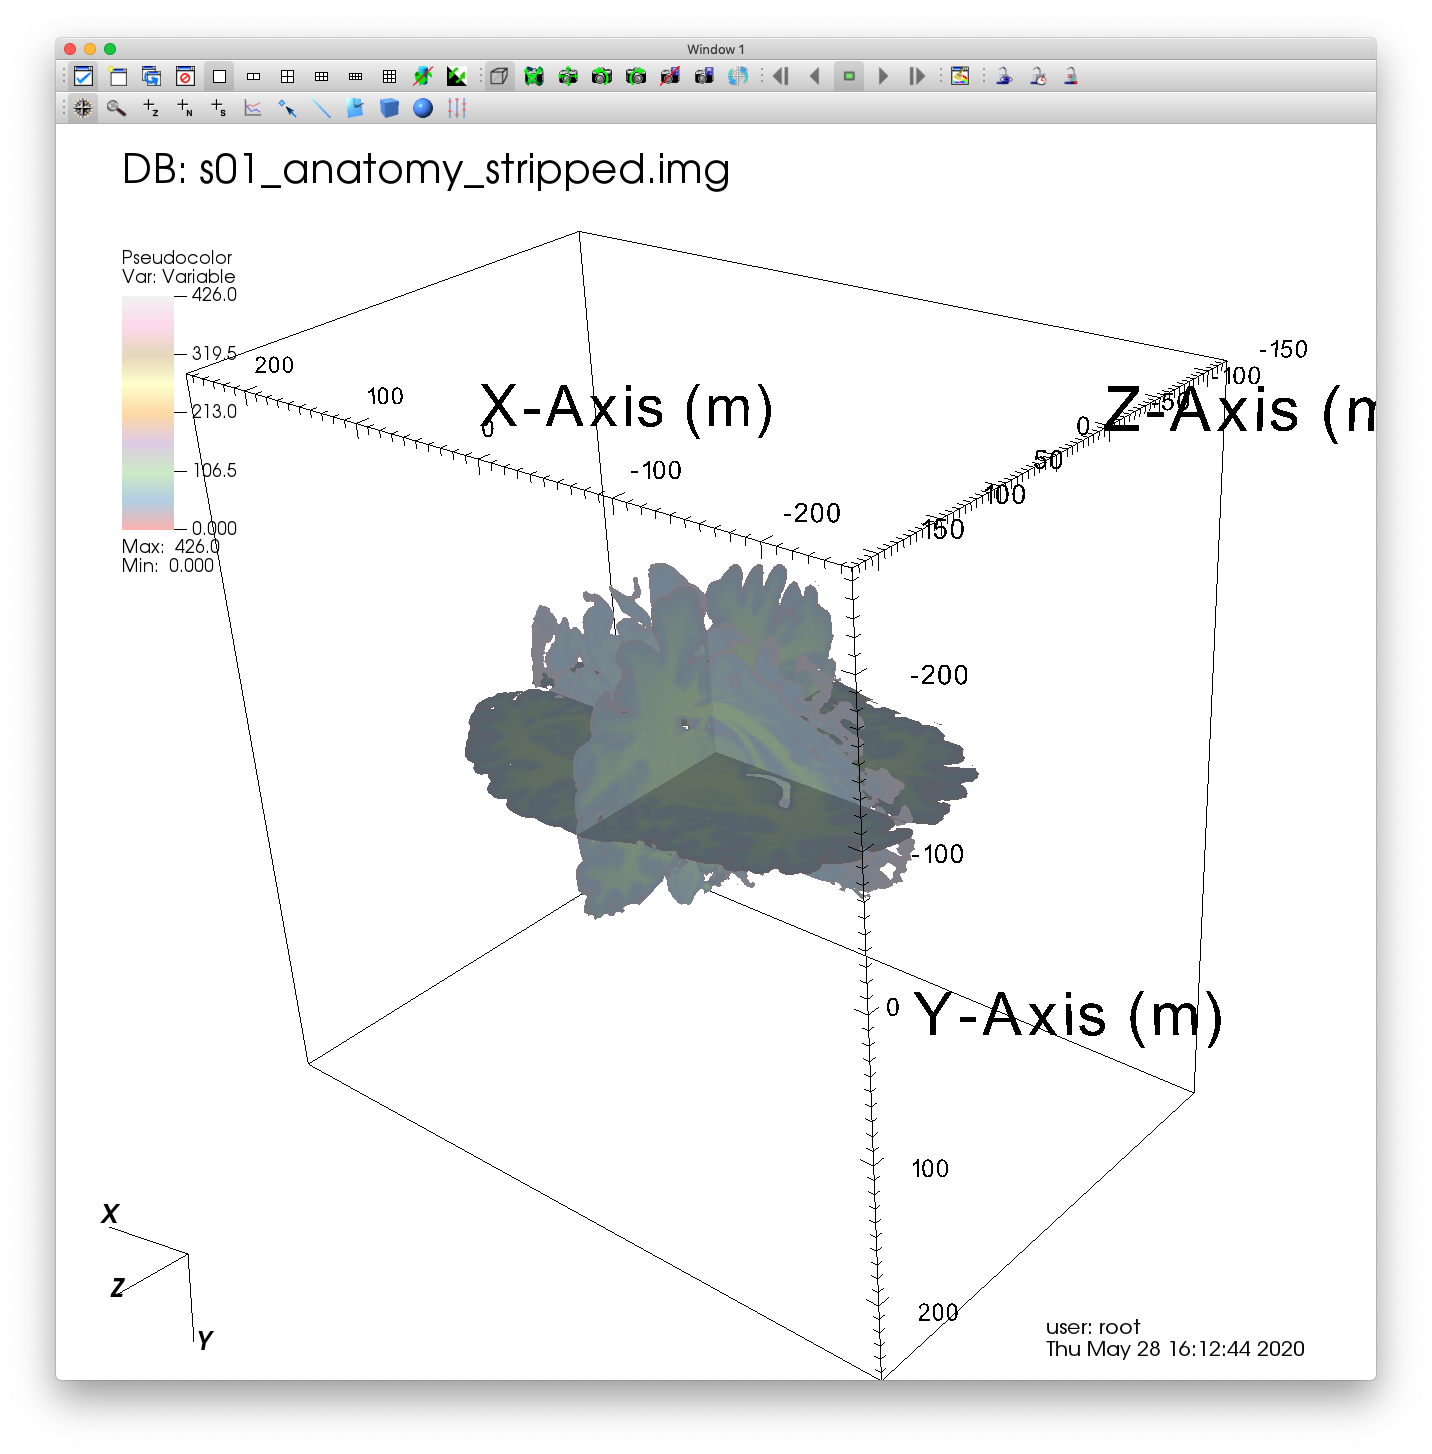 Window 1
DB: s01_anatomy_stripped.img
Pseudocolor
Var: Variable
426.0
319.5
213.0
106.5
0.000
Max: 426.0
Min: 0.000
200
100
0
-100
-200
X-Axis (m)
-150
-100
-50
0
50
100
150
Z-Axis (m
-200
-100
0
100
200
Y-Axis (m)
X
Z
Y
user: root
Thu May 28 16:12:44 2020